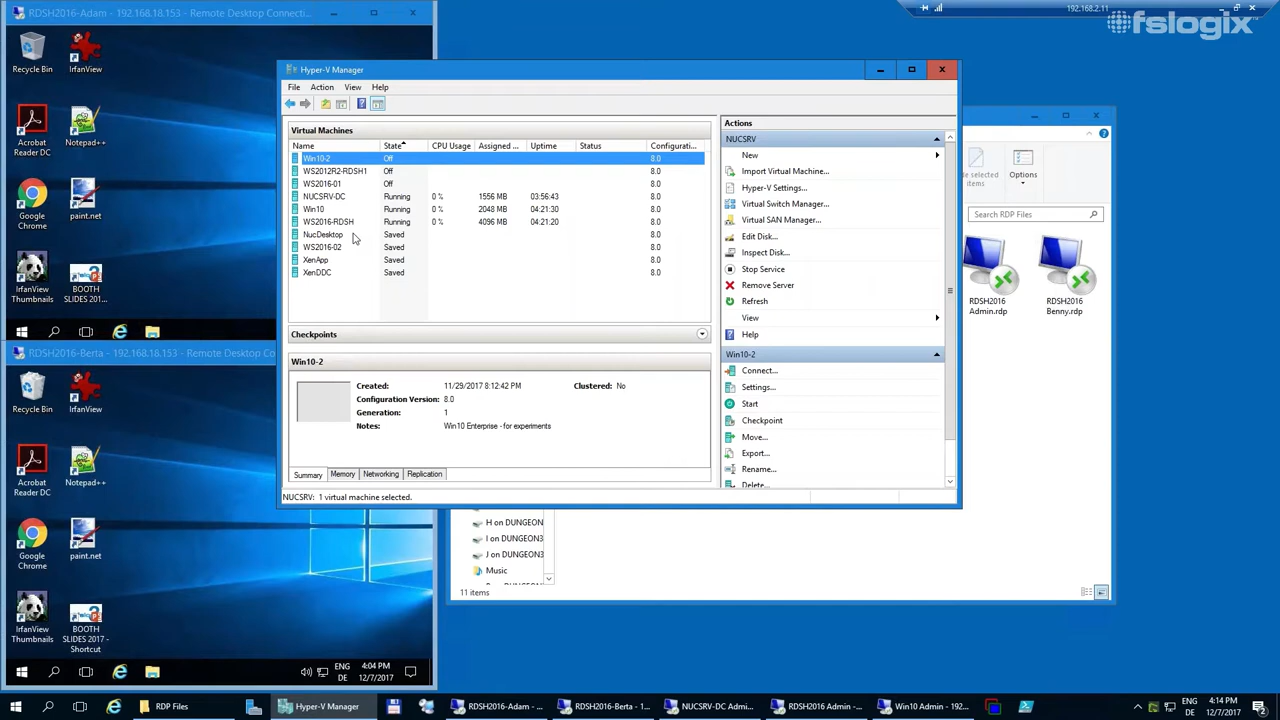 RDSH2016-Adam - 192.168.18.153 - Remote Desktop Connecti...
192.168.2.11
fslogix
Recycle Bin
IrfanView
Acrobat
Reader DC
Notepad++
Google
Chrome
paint.net
IrfanView
Thumbnails
BOOTH
SLIDES 201...
Hyper-V Manager
File
Action
View
Help
Virtual Machines
Name
State
CPU Usage
Assigned ...
Uptime
Status
Configurati...
Win10-2 Off 8.0
WS2012R2-RDSH1 Off 8.0
WS2016-01 Off 8.0
NUCSRV-DC Running 0 % 1556 MB 03:56:43 8.0
Win10 Running 0 % 2048 MB 04:21:30 8.0
WS2016-RDSH Running 0 % 4096 MB 04:21:20 8.0
NucDesktop Saved 8.0
WS2016-02 Saved 8.0
XenApp Saved 8.0
XenDDC Saved 8.0
Checkpoints
Win10-2
Created: 11/29/2017 8:12:42 PM Clustered: No
Configuration Version: 8.0
Generation: 1
Notes: Win10 Enterprise - for experiments
Summary
Memory
Networking
Replication
NUCSRV: 1 virtual machine selected.
Actions
NUCSRV
New
Import Virtual Machine...
Hyper-V Settings...
Virtual Switch Manager...
Virtual SAN Manager...
Edit Disk...
Inspect Disk...
Stop Service
Remove Server
Refresh
View
Help
Win10-2
Connect...
Settings...
Start
Checkpoint
Move...
Export...
Rename...
Delete...
le selected
items
Options
Search RDP Files
RDSH2016
Admin.rdp
RDSH2016
Benny.rdp
H on DUNGEON3
I on DUNGEON3
J on DUNGEON3
Music
11 items
RDSH2016-Berta - 192.168.18.153 - Remote Desktop Co
Recycle Bin
IrfanView
Acrobat
Reader DC
Notepad++
Google
Chrome
paint.net
IrfanView
Thumbnails
BOOTH
SLIDES 2017 -
Shortcut
ENG
DE
4:04 PM
12/7/2017
RDP Files
Hyper-V Manager
RDSH2016-Adam - ...
RDSH2016-Berta - 1...
NUCSRV-DC Admi...
RDSH2016 Admin -...
Win10 Admin - 192...
ENG
DE
4:14 PM
12/7/2017
2